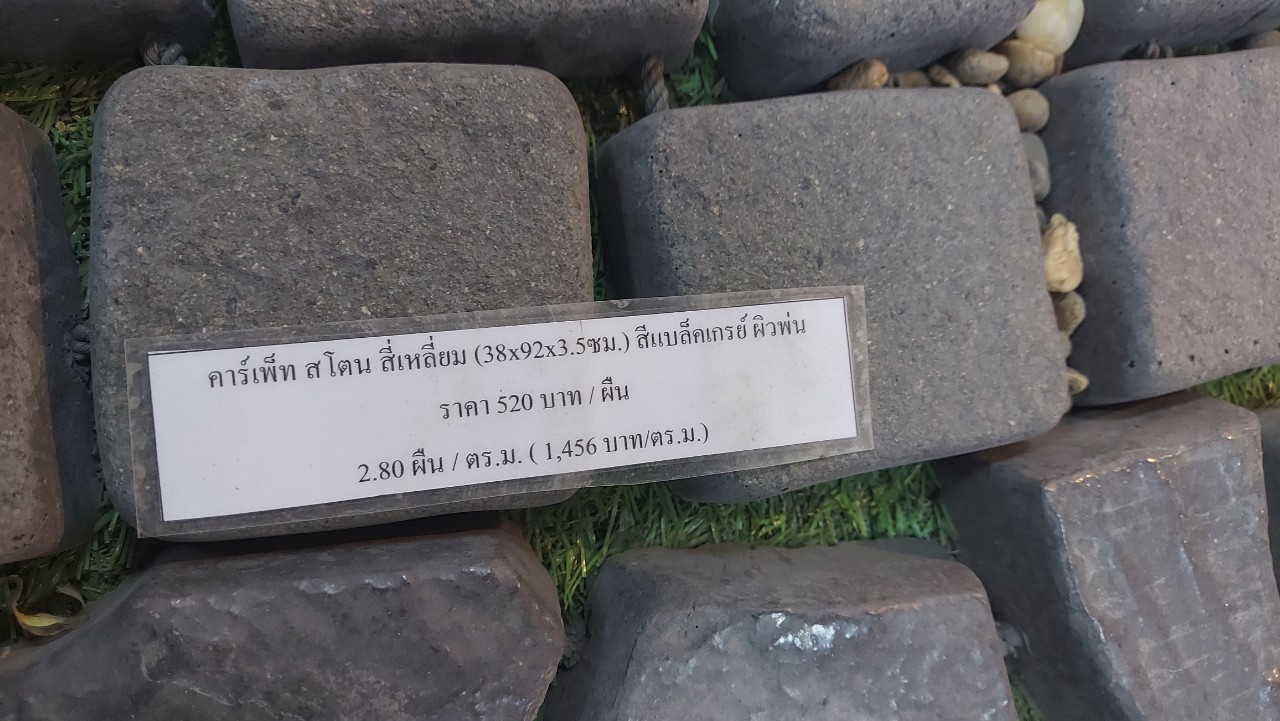 คาร์เพ็ท สโตน สี่เหลี่ยม (38x92x3.5ซม.) สีแบล็คเกรย์ ผิวพ่น
ราคา 520 บาท / ผืน
2.80 ผืน / ตร.ม. ( 1,456 บาท/ตร.ม.)